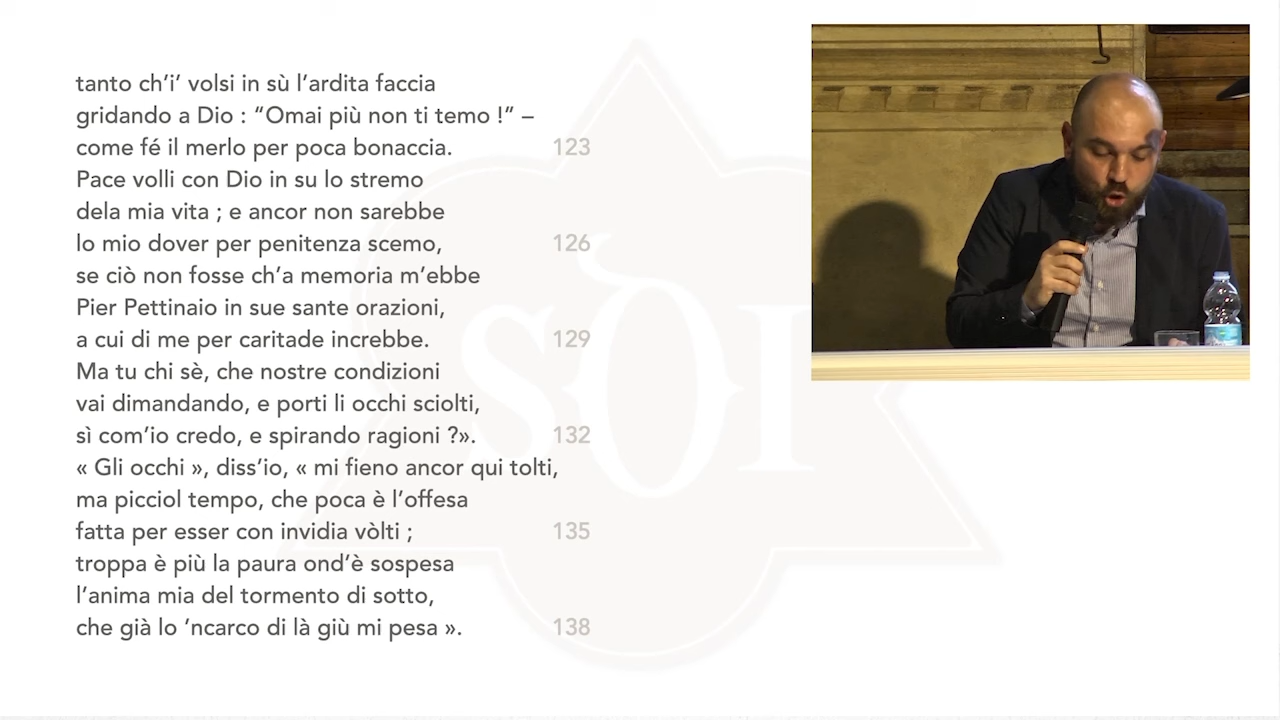 tanto ch’i’ volsi in sù l’ardita faccia
gridando a Dio : “Omai più non ti temo !” –
come fé il merlo per poca bonaccia. 123
Pace volli con Dio in su lo stremo
dela mia vita ; e ancor non sarebbe
lo mio dover per penitenza scemo, 126
se ciò non fosse ch’a memoria m’ebbe
Pier Pettinaio in sue sante orazioni,
a cui di me per caritade increbbe. 129
Ma tu chi sè, che nostre condizioni
vai dimandando, e porti li occhi sciolti,
sì com’io credo, e spirando ragioni ?». 132
« Gli occhi », diss’io, « mi fieno ancor qui tolti,
ma picciol tempo, che poca è l’offesa
fatta per esser con invidia vòlti ; 135
troppa è più la paura ond’è sospesa
l’anima mia del tormento di sotto,
che già lo ‘ncarco di là giù mi pesa ». 138
SÒI